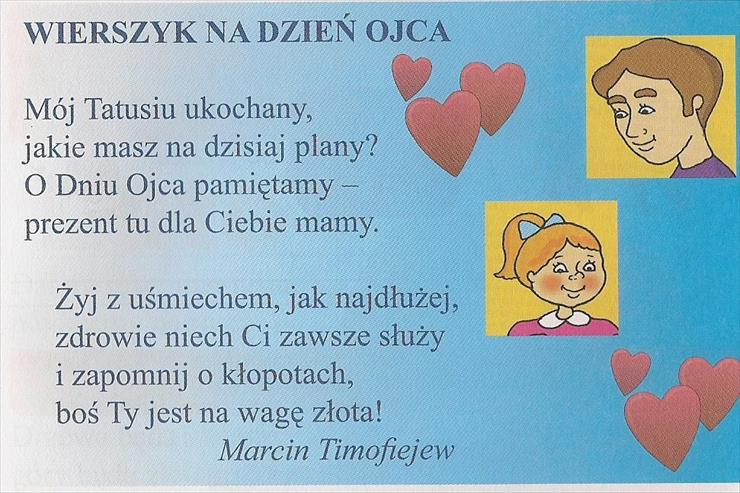 WIERSZYK NA DZIEŃ OJCA
Mój Tatusiu ukochany,
jakie masz na dzisiaj plany?
O Dniu Ojca pamiętamy –
prezent tu dla Ciebie mamy.
Żyj z uśmiechem, jak najdłużej,
zdrowie niech Ci zawsze służy
i zapomnij o kłopotach,
boś Ty jest na wagę złota!
Marcin Timofiejew